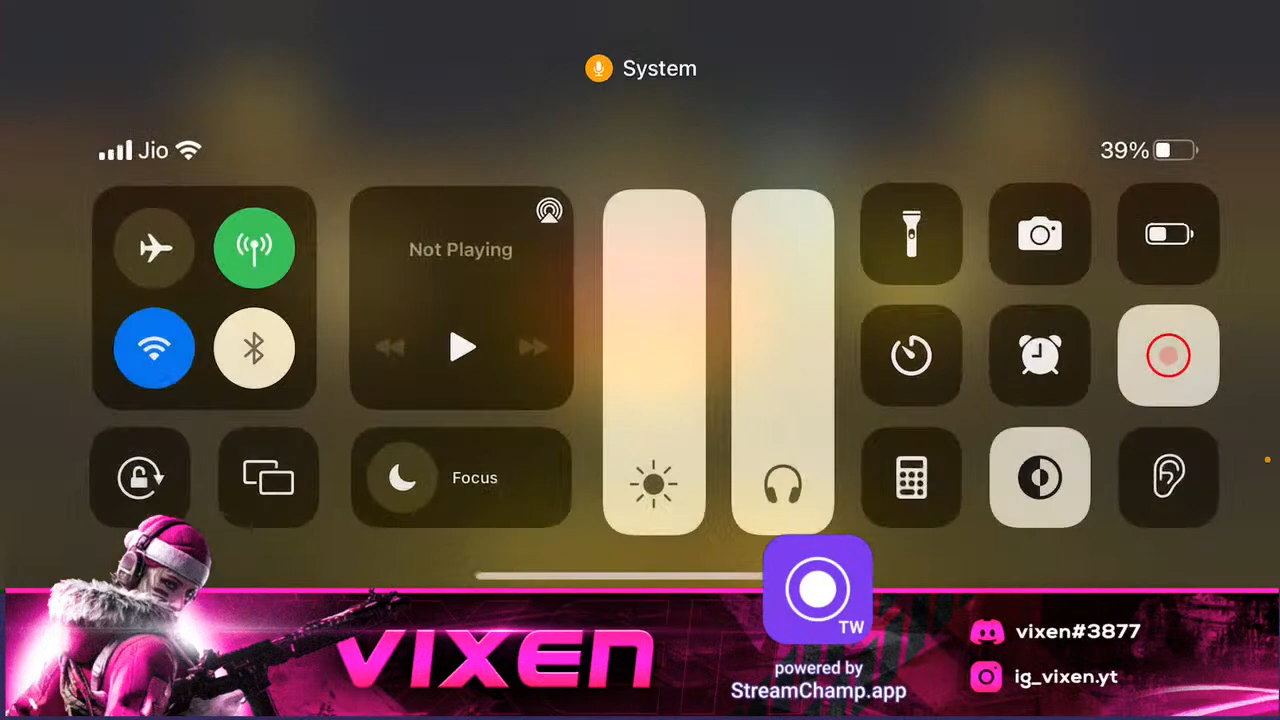 System
Jio
39%
Not Playing
Focus
VIXEN
TW
powered by
StreamChamp.app
vixen#3877
ig_vixen.yt